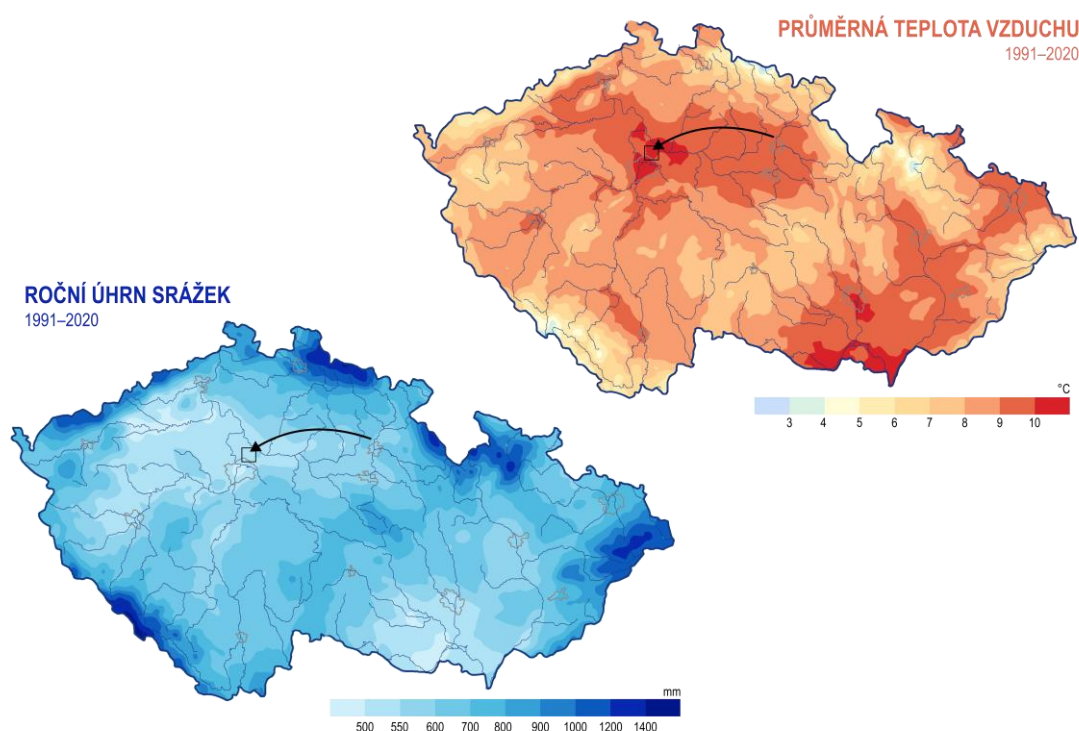 PRŮMĚRNÁ TEPLOTA VZDUCHU
1991–2020
°C
3 4 5 6 7 8 9 10
ROČNÍ ÚHRN SRÁŽEK
1991–2020
mm
500 550 600 700 800 900 1000 1200 1400